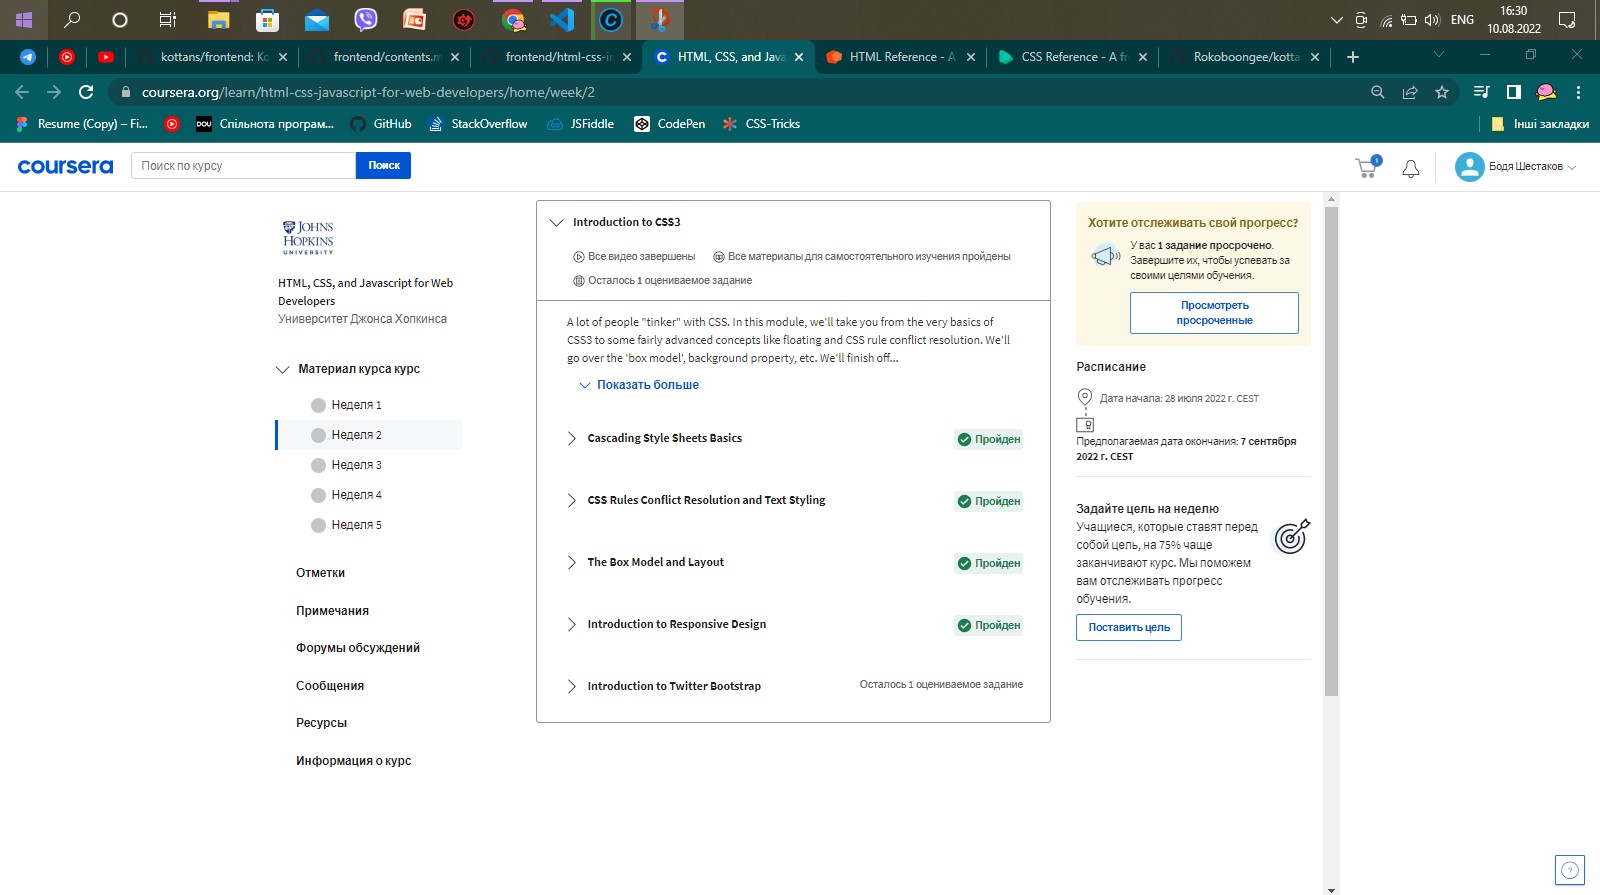 ENG
16:30
10.08.2022
kottans/frontend: Ko
frontend/contents.m
frontend/html-css-in
HTML, CSS, and Java
HTML Reference - A
CSS Reference - A fr
Rokoboongee/kotta
coursera.org/learn/html-css-javascript-for-web-developers/home/week/2
Resume (Copy) – Fi...
DOU
Спільнота програм...
GitHub
StackOverflow
JSFiddle
CodePen
CSS-Tricks
Інші закладки
coursera
Поиск по курсу
Поиск
1
Бодя Шестаков
JOHNS
HOPKINS
UNIVERSITY
HTML, CSS, and Javascript for Web
Developers
Университет Джонса Хопкинса
Материал курса курс
Неделя 1
Неделя 2
Неделя 3
Неделя 4
Неделя 5
Отметки
Примечания
Форумы обсуждений
Сообщения
Ресурсы
Информация о курс
Introduction to CSS3
Все видео завершены
Все материалы для самостоятельного изучения пройдены
Осталось 1 оцениваемое задание
A lot of people "tinker" with CSS. In this module, we'll take you from the very basics of
CSS3 to some fairly advanced concepts like floating and CSS rule conflict resolution. We'll
go over the 'box model', background property, etc. We'll finish off...
Показать больше
Cascading Style Sheets Basics
Пройден
CSS Rules Conflict Resolution and Text Styling
Пройден
The Box Model and Layout
Пройден
Introduction to Responsive Design
Пройден
Introduction to Twitter Bootstrap
Осталось 1 оцениваемое задание
Хотите отслеживать свой прогресс?
У вас 1 задание просрочено.
Завершите их, чтобы успевать за
своими целями обучения.
Просмотреть
просроченные
Расписание
Дата начала: 28 июля 2022 г. CEST
Предполагаемая дата окончания: 7 сентября
2022 г. CEST
Задайте цель на неделю
Учащиеся, которые ставят перед
собой цель, на 75% чаще
заканчивают курс. Мы поможем
вам отслеживать прогресс
обучения.
Поставить цель